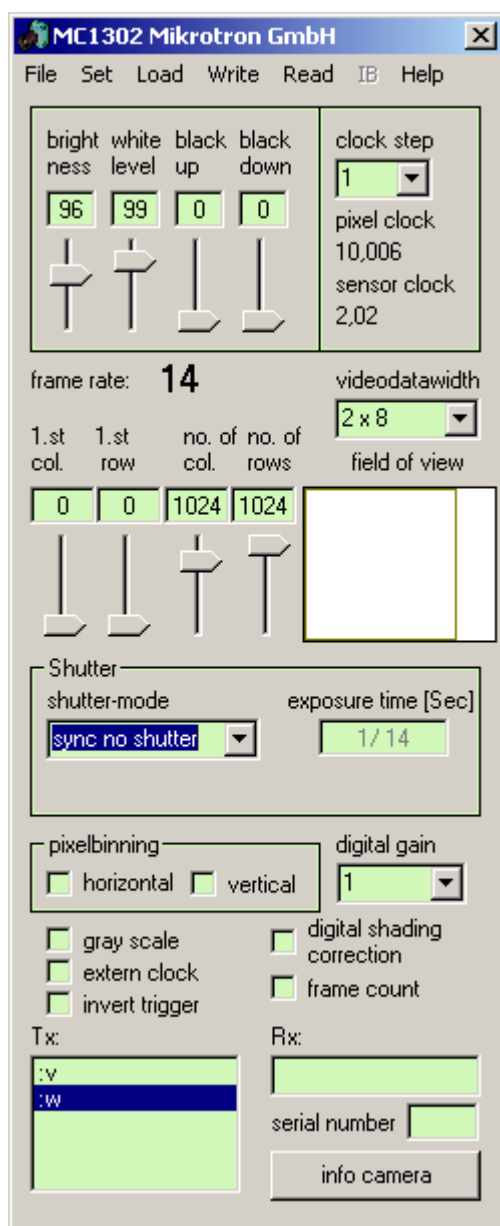 MC1302 Mikrotron GmbH
File Set Load Write Read IB Help
bright ness white level black up black down
96 99 0 0
clock step
1
pixel clock
10,006
sensor clock
2,02
frame rate: 14
videodatawidth
2 x 8
1.st col. 1.st row no. of col. no. of rows
0 0 1024 1024
field of view
Shutter
shutter-mode
sync no shutter
exposure time [Sec]
1/ 14
pixelbinning
horizontal vertical
digital gain
1
gray scale
extern clock
invert trigger
digital shading
correction
frame count
Tx:
:v
:w
Rx:
serial number
info camera